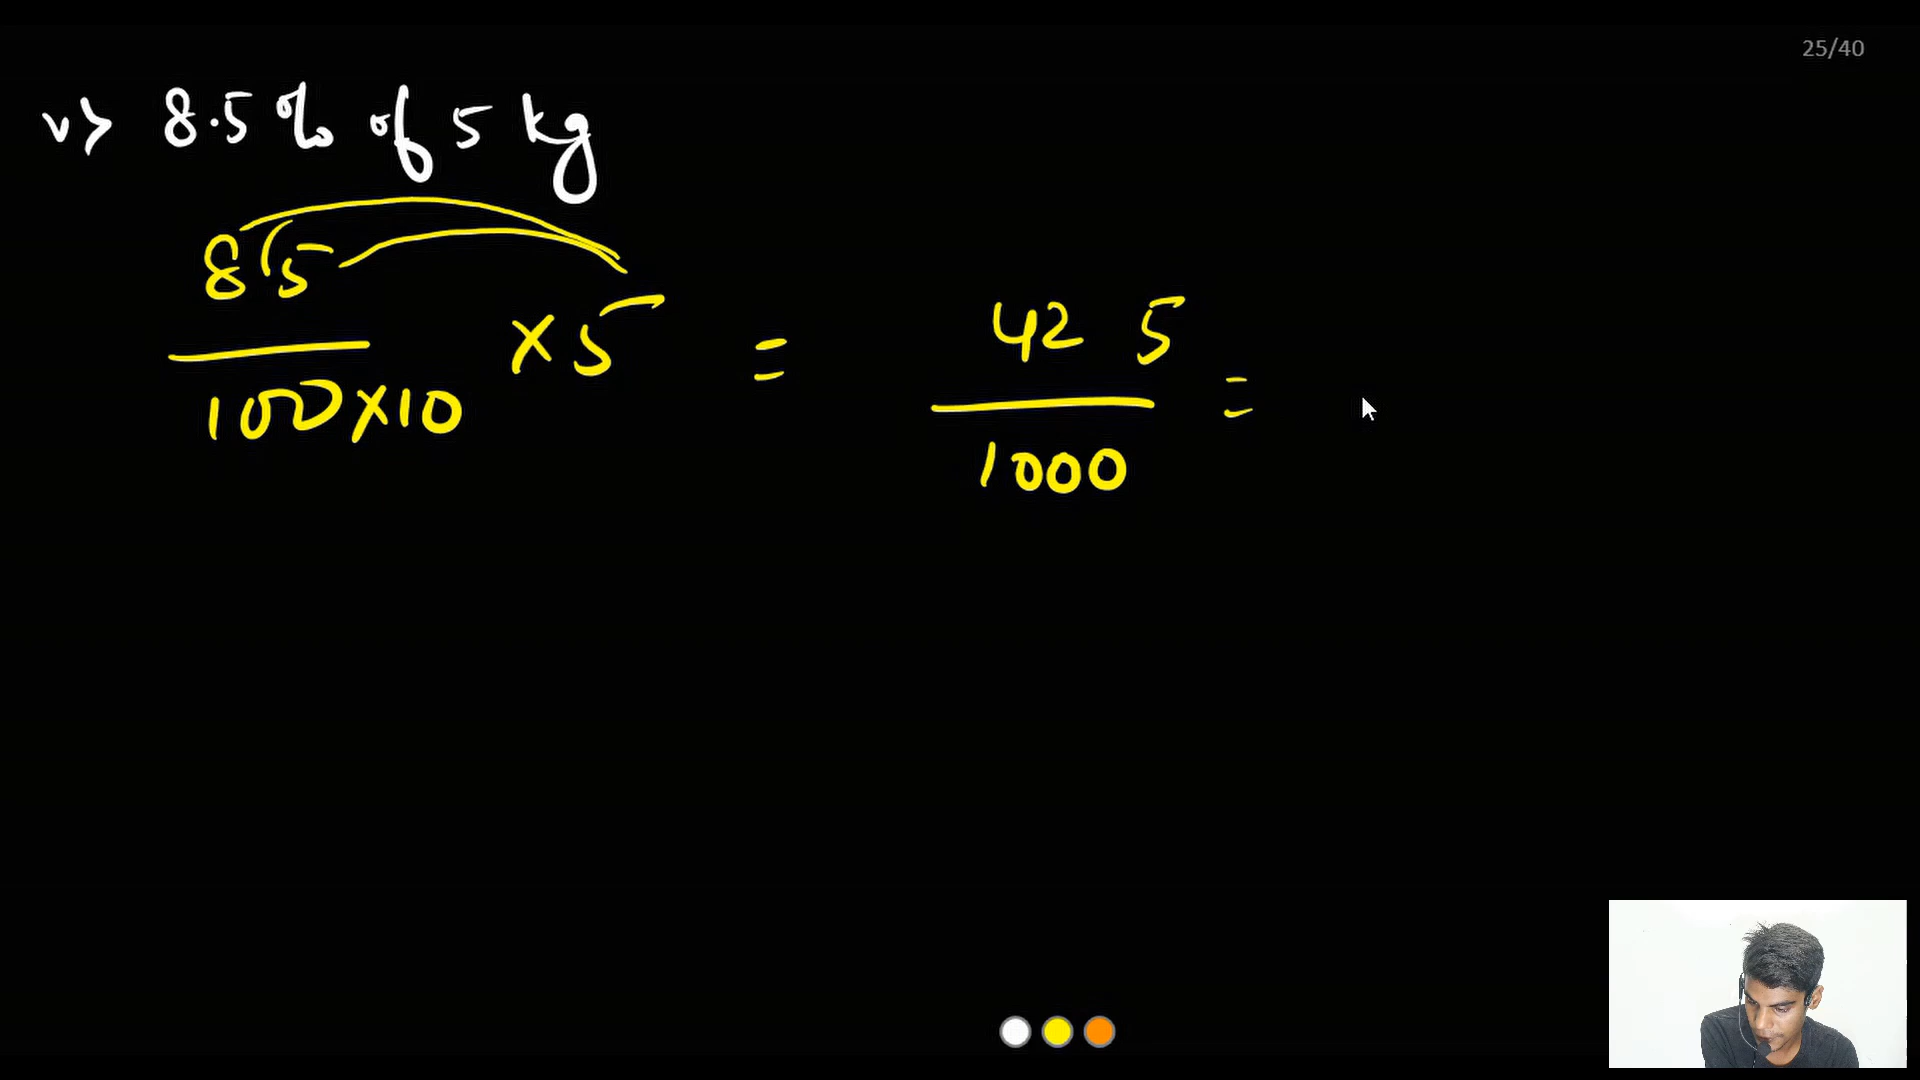 25/40
v> 8.5% of 5 kg
85/100×10 ×5 = 425/1000 =